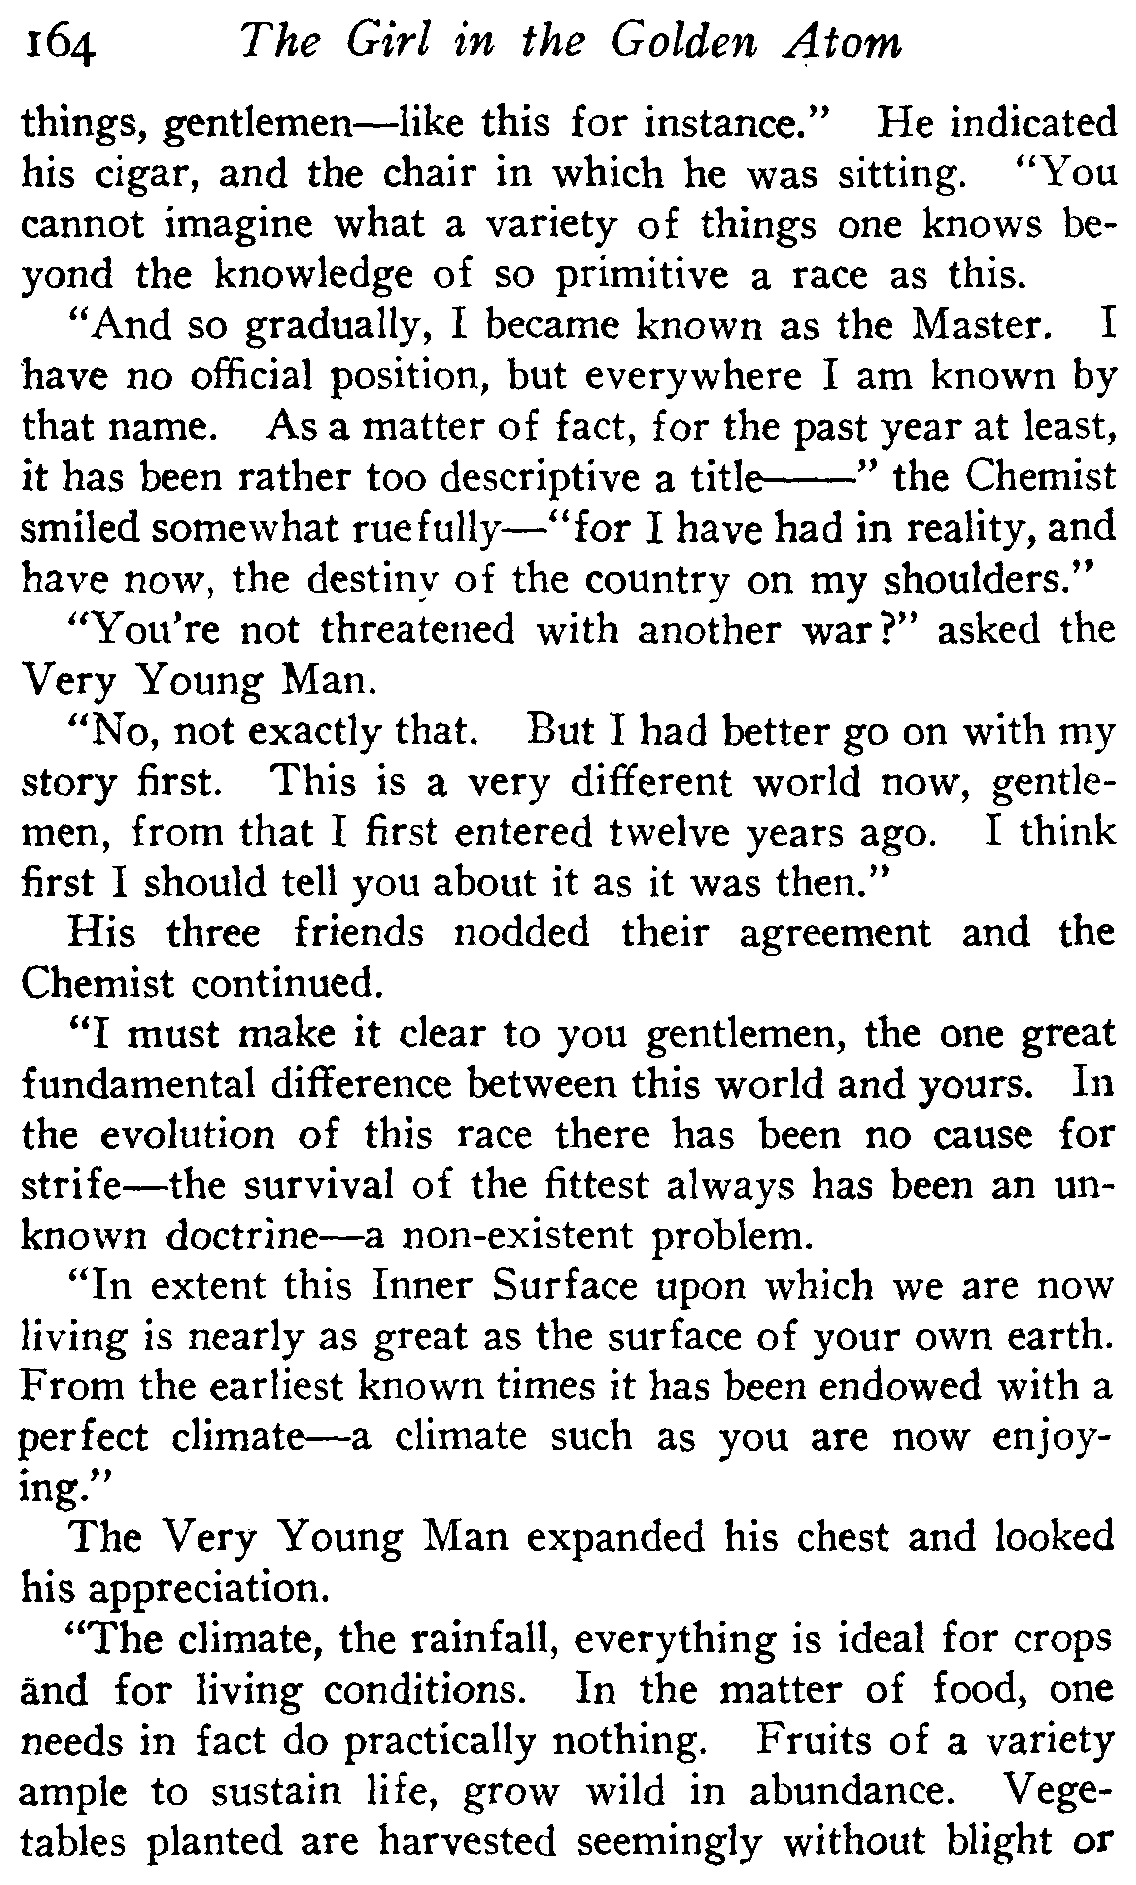 164 The Girl in the Golden Atom
things, gentlemen—like this for instance." He indicated
his cigar, and the chair in which he was sitting. "You
cannot imagine what a variety of things one knows be-
yond the knowledge of so primitive a race as this.
"And so gradually, I became known as the Master. I
have no official position, but everywhere I am known by
that name. As a matter of fact, for the past year at least,
it has been rather too descriptive a title——" the Chemist
smiled somewhat ruefully—"for I have had in reality, and
have now, the destiny of the country on my shoulders."
"You're not threatened with another war?" asked the
Very Young Man.
"No, not exactly that. But I had better go on with my
story first. This is a very different world now, gentle-
men, from that I first entered twelve years ago. I think
first I should tell you about it as it was then."
His three friends nodded their agreement and the
Chemist continued.
"I must make it clear to you gentlemen, the one great
fundamental difference between this world and yours. In
the evolution of this race there has been no cause for
strife—the survival of the fittest always has been an un-
known doctrine—a non-existent problem.
"In extent this Inner Surface upon which we are now
living is nearly as great as the surface of your own earth.
From the earliest known times it has been endowed with a
perfect climate—a climate such as you are now enjoy-
ing."
The Very Young Man expanded his chest and looked
his appreciation.
"The climate, the rainfall, everything is ideal for crops
and for living conditions. In the matter of food, one
needs in fact do practically nothing. Fruits of a variety
ample to sustain life, grow wild in abundance. Vege-
tables planted are harvested seemingly without blight or